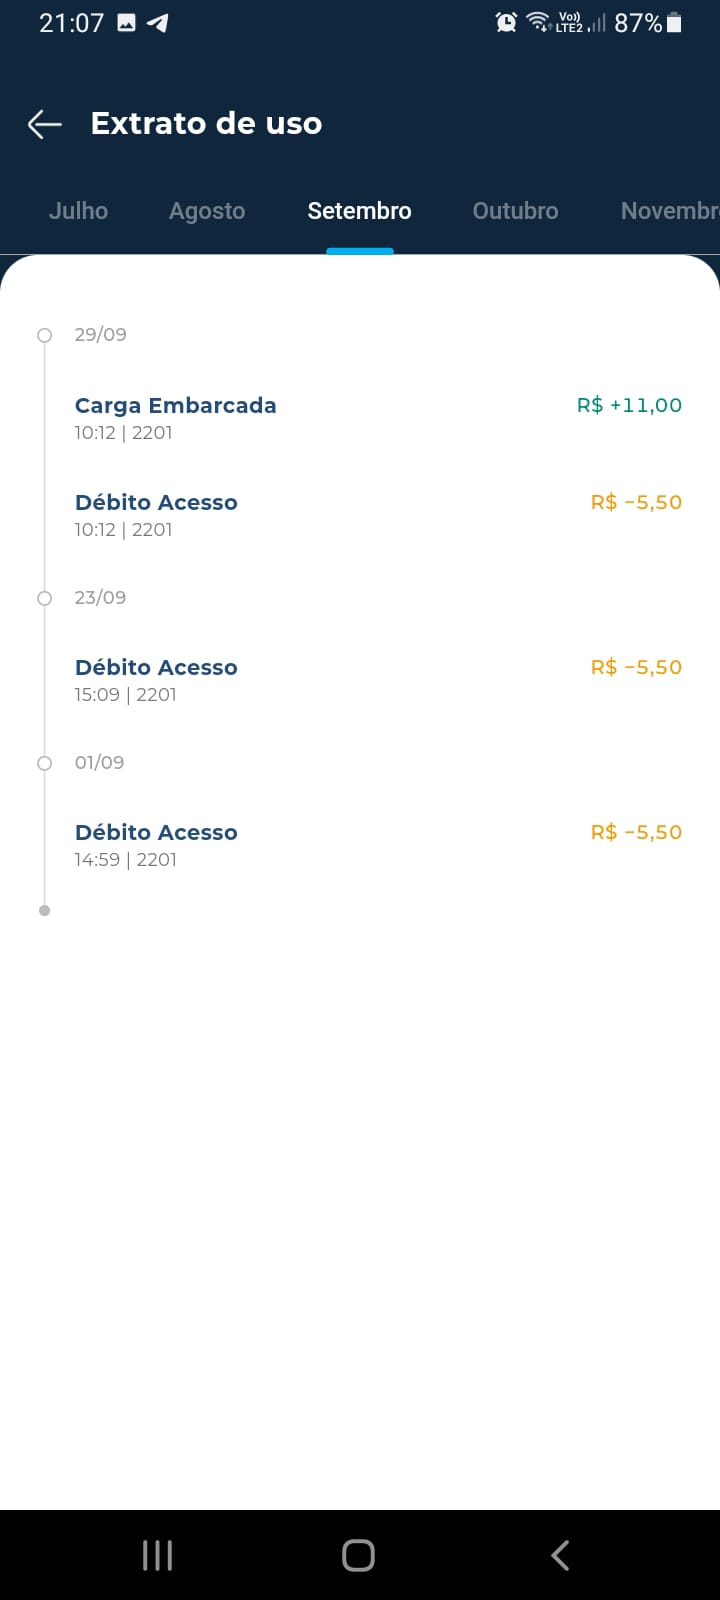 21:07 Vo)) LTE2 87%
Extrato de uso
Julho Agosto Setembro Outubro Novembr
29/09
Carga Embarcada R$ +11,00
10:12 | 2201
Débito Acesso R$ -5,50
10:12 | 2201
23/09
Débito Acesso R$ -5,50
15:09 | 2201
01/09
Débito Acesso R$ -5,50
14:59 | 2201